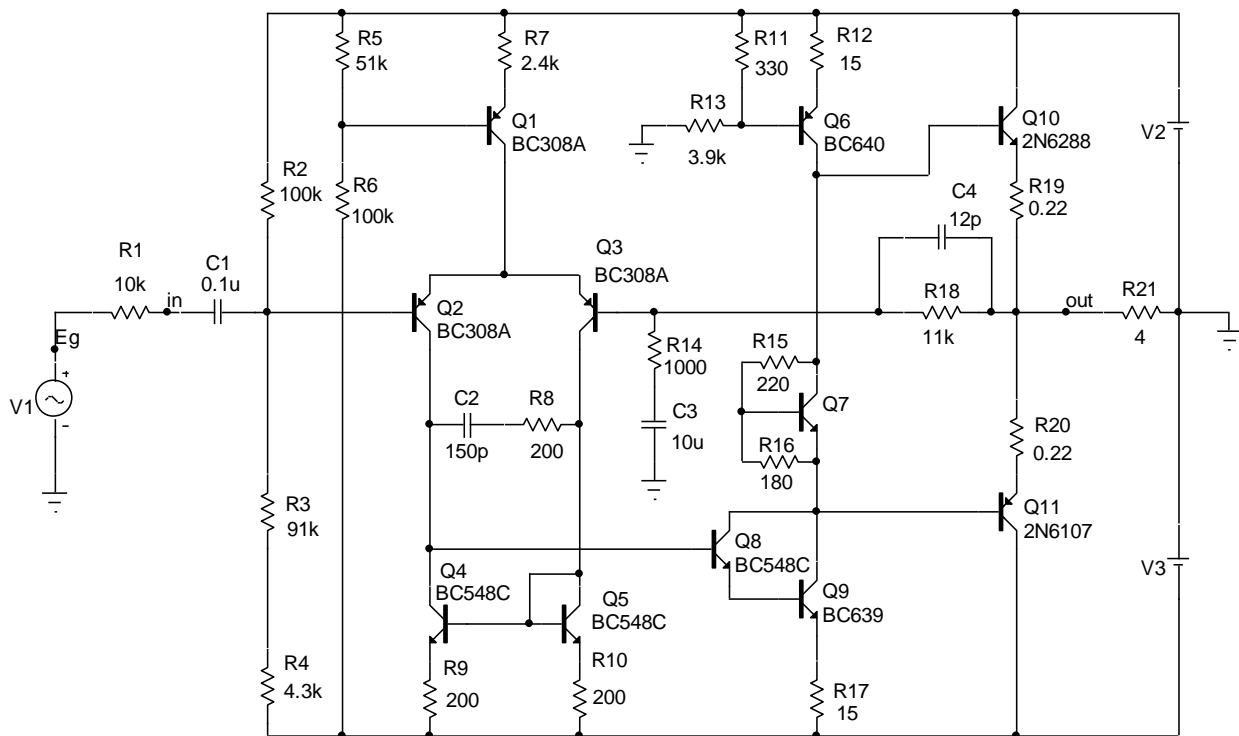 R5
51k
R7
2.4k
R11
330
R12
15
R13
3.9k
Q1
BC308A
Q6
BC640
Q10
2N6288
V2
R2
100k
R6
100k
R19
0.22
C4
12p
R1
10k
C1
0.1u
in
Q3
BC308A
Q2
BC308A
R18
11k
out
R21
4
Eg
V1
+
-
R14
1000
R15
220
C2
150p
R8
200
C3
10u
Q7
R16
180
R20
0.22
R3
91k
Q11
2N6107
Q8
BC548C
V3
Q4
BC548C
Q5
BC548C
Q9
BC639
R4
4.3k
R9
200
R10
200
R17
15